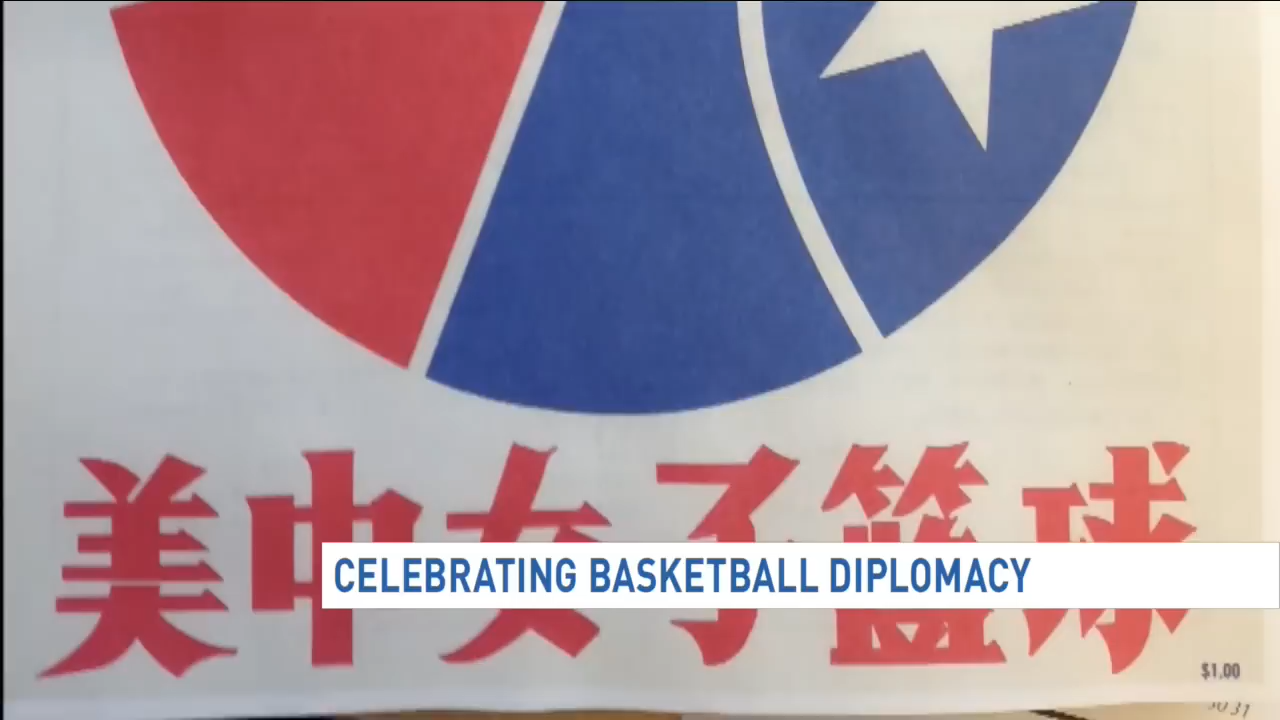 美中女子篮球
CELEBRATING BASKETBALL DIPLOMACY
$1.00